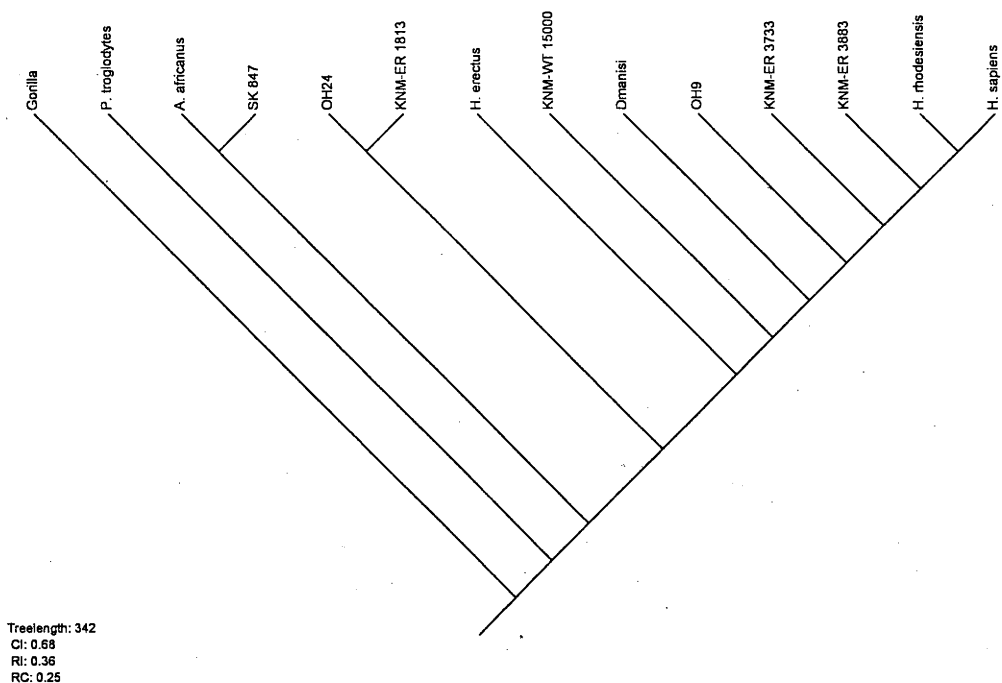 Gorilla
P. troglodytes
A. africanus
SK 847
OH24
KNM-ER 1813
H. erectus
KNM-WT 15000
Dmanisi
OH9
KNM-ER 3733
KNM-ER 3883
H. rhodesiensis
H. sapiens
Treelength: 342
CI: 0.68
RI: 0.36
RC: 0.25